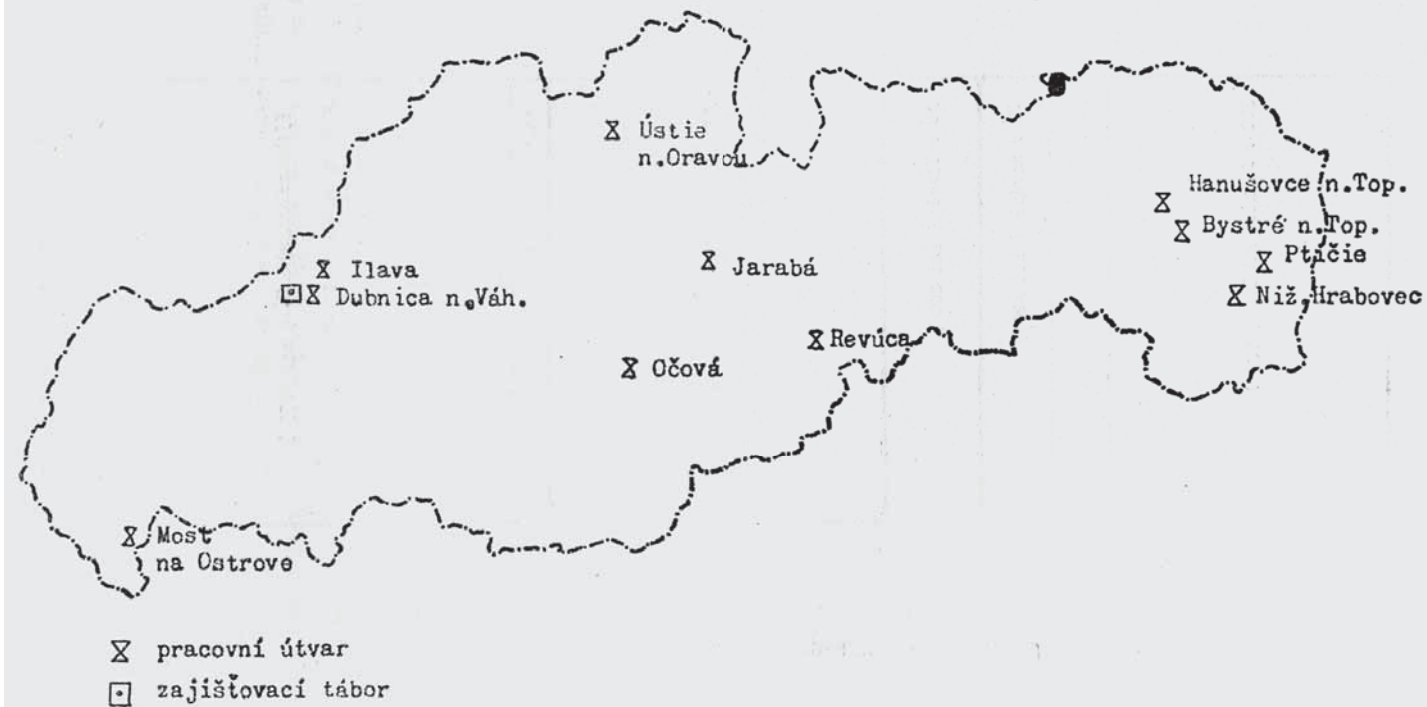 Ústie
n.Oravou
Hanušovce n.Top.
Bystré n.Top.
Ptičie
Niž.Hrabovec
Ilava
Dubnica n.Váh.
Jarabá
Revúca
Očová
Most
na Ostrove
pracovní útvar
zajišťovací tábor